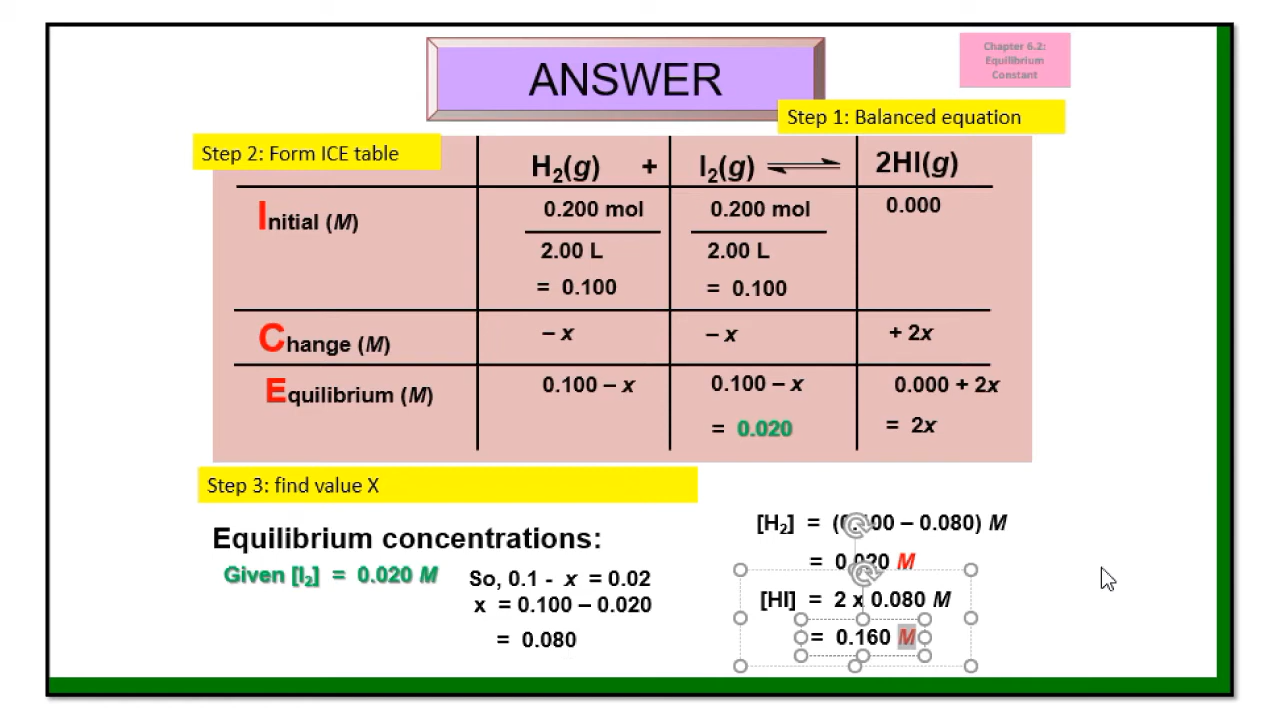 Chapter 6.2:
Equilibrium
Constant
ANSWER
Step 1: Balanced equation
Step 2: Form ICE table
H₂(g) + I₂(g) ⇌ 2HI(g)
Initial (M) 0.200 mol 0.200 mol 0.000
2.00 L 2.00 L
= 0.100 = 0.100
Change (M) – x – x + 2x
Equilibrium (M) 0.100 – x 0.100 – x 0.000 + 2x
= 0.020 = 2x
Step 3: find value X
Equilibrium concentrations:
Given [I₂] = 0.020 M
So, 0.1 - x = 0.02
x = 0.100 – 0.020
= 0.080
[H₂] = (0.100 – 0.080) M
= 0.020 M
[HI] = 2 x 0.080 M
= 0.160 M